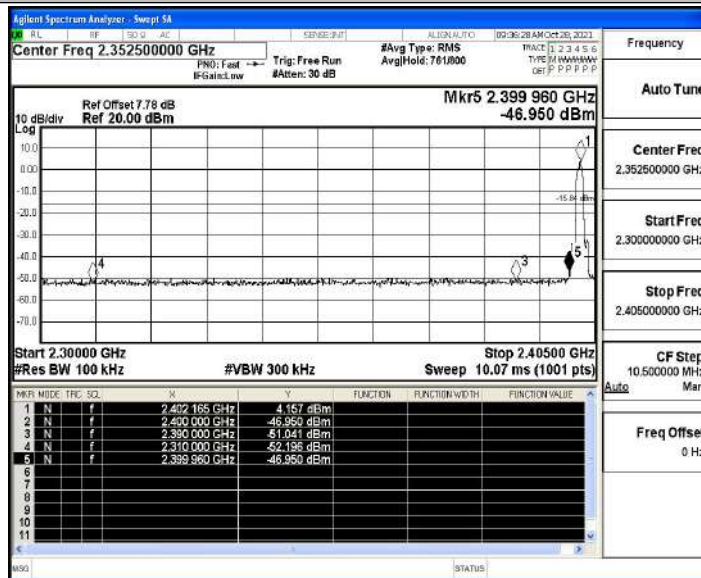 Agilent Spectrum Analyzer - Swept SA
RL RF 50 Ω AC SENSE:INT ALIGN AUTO 09:36:28 AM Oct 28, 2021
Center Freq 2.352500000 GHz
PNO: Fast
IFGain:Low
Trig: Free Run
#Atten: 30 dB
#Avg Type: RMS
Avg|Hold: 761/800
TRACE 1 2 3 4 5 6
TYPE M W W W W W
DET P P P P P P
Ref Offset 7.78 dB
10 dB/div Ref 20.00 dBm
Log
Mkr5 2.399 960 GHz
-46.950 dBm
10.0
0.00
-10.0
-20.0
-30.0
-40.0
-50.0
-60.0
-70.0
1
-15.84 dBm
4
3
5
Start 2.30000 GHz Stop 2.40500 GHz
#Res BW 100 kHz #VBW 300 kHz Sweep 10.07 ms (1001 pts)
MKR MODE TRC SCL X Y FUNCTION FUNCTION WIDTH FUNCTION VALUE
1 N f 2.402 165 GHz 4.157 dBm
2 N f 2.400 000 GHz -46.950 dBm
3 N f 2.390 000 GHz -51.041 dBm
4 N f 2.310 000 GHz -52.196 dBm
5 N f 2.399 960 GHz -46.950 dBm
6
7
8
9
10
11
MSG STATUS
Frequency
Auto Tune
Center Freq
2.352500000 GHz
Start Freq
2.300000000 GHz
Stop Freq
2.405000000 GHz
CF Step
10.500000 MHz
Auto Man
Freq Offset
0 Hz